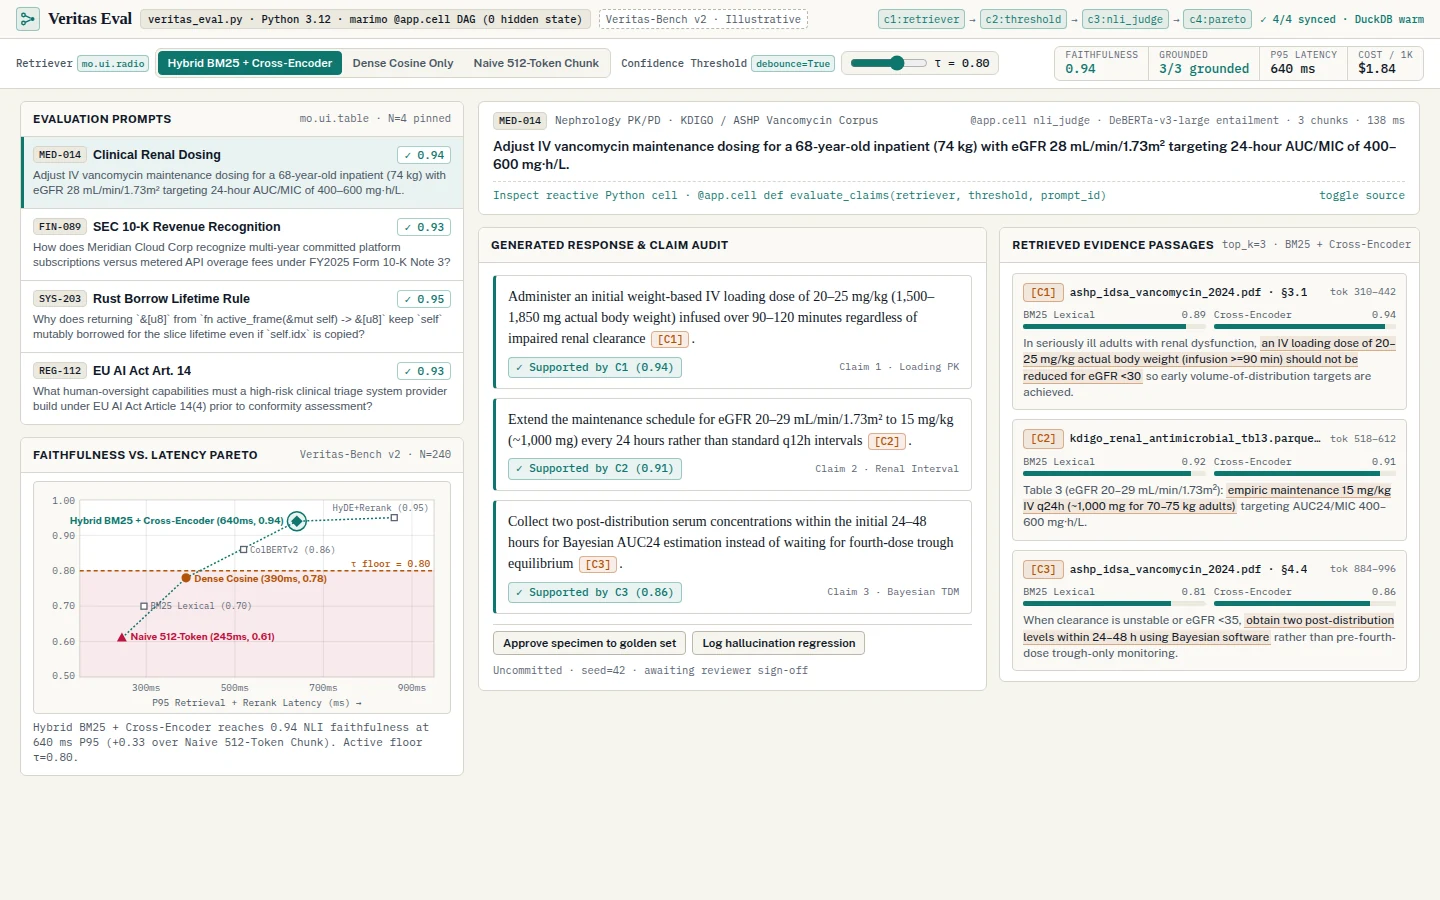 Veritas Eval
veritas_eval.py · Python 3.12 · marimo @app.cell DAG (0 hidden state)
Veritas-Bench v2 · Illustrative
c1:retriever → c2:threshold → c3:nli_judge → c4:pareto
✓ 4/4 synced · DuckDB warm
Retriever mo.ui.radio
Hybrid BM25 + Cross-Encoder
Dense Cosine Only
Naive 512-Token Chunk
Confidence Threshold debounce=True
τ = 0.80
FAITHFULNESS
0.94
GROUNDED
3/3 grounded
P95 LATENCY
640 ms
COST / 1K
$1.84
EVALUATION PROMPTS
mo.ui.table · N=4 pinned
MED-014 Clinical Renal Dosing ✓ 0.94
Adjust IV vancomycin maintenance dosing for a 68-year-old inpatient (74 kg) with
eGFR 28 mL/min/1.73m² targeting 24-hour AUC/MIC of 400–600 mg·h/L.
FIN-089 SEC 10-K Revenue Recognition ✓ 0.93
How does Meridian Cloud Corp recognize multi-year committed platform
subscriptions versus metered API overage fees under FY2025 Form 10-K Note 3?
SYS-203 Rust Borrow Lifetime Rule ✓ 0.95
Why does returning `&[u8]` from `fn active_frame(&mut self) -> &[u8]` keep `self`
mutably borrowed for the slice lifetime even if `self.idx` is copied?
REG-112 EU AI Act Art. 14 ✓ 0.93
What human-oversight capabilities must a high-risk clinical triage system provider
build under EU AI Act Article 14(4) prior to conformity assessment?
FAITHFULNESS VS. LATENCY PARETO
Veritas-Bench v2 · N=240
1.00
0.90
0.80
0.70
0.60
0.50
HyDE+Rerank (0.95)
Hybrid BM25 + Cross-Encoder (640ms, 0.94)
ColBERTv2 (0.86)
τ floor = 0.80
Dense Cosine (390ms, 0.78)
BM25 Lexical (0.70)
Naive 512-Token (245ms, 0.61)
300ms 500ms 700ms 900ms
P95 Retrieval + Rerank Latency (ms) →
Hybrid BM25 + Cross-Encoder reaches 0.94 NLI faithfulness at
640 ms P95 (+0.33 over Naive 512-Token Chunk). Active floor
τ=0.80.
MED-014 Nephrology PK/PD · KDIGO / ASHP Vancomycin Corpus
@app.cell nli_judge · DeBERTa-v3-large entailment · 3 chunks · 138 ms
Adjust IV vancomycin maintenance dosing for a 68-year-old inpatient (74 kg) with eGFR 28 mL/min/1.73m² targeting 24-hour AUC/MIC of 400–
600 mg·h/L.
Inspect reactive Python cell · @app.cell def evaluate_claims(retriever, threshold, prompt_id)
toggle source
GENERATED RESPONSE & CLAIM AUDIT
Administer an initial weight-based IV loading dose of 20–25 mg/kg (1,500–
1,850 mg actual body weight) infused over 90–120 minutes regardless of
impaired renal clearance [C1].
✓ Supported by C1 (0.94)
Claim 1 · Loading PK
Extend the maintenance schedule for eGFR 20–29 mL/min/1.73m² to 15 mg/kg
(~1,000 mg) every 24 hours rather than standard q12h intervals [C2].
✓ Supported by C2 (0.91)
Claim 2 · Renal Interval
Collect two post-distribution serum concentrations within the initial 24–48
hours for Bayesian AUC24 estimation instead of waiting for fourth-dose trough
equilibrium [C3].
✓ Supported by C3 (0.86)
Claim 3 · Bayesian TDM
Approve specimen to golden set
Log hallucination regression
Uncommitted · seed=42 · awaiting reviewer sign-off
RETRIEVED EVIDENCE PASSAGES
top_k=3 · BM25 + Cross-Encoder
[C1] ashp_idsa_vancomycin_2024.pdf · §3.1 tok 310–442
BM25 Lexical 0.89 Cross-Encoder 0.94
In seriously ill adults with renal dysfunction, an IV loading dose of 20–
25 mg/kg actual body weight (infusion >=90 min) should not be
reduced for eGFR <30 so early volume-of-distribution targets are
achieved.
[C2] kdigo_renal_antimicrobial_tbl3.parque… tok 518–612
BM25 Lexical 0.92 Cross-Encoder 0.91
Table 3 (eGFR 20–29 mL/min/1.73m²): empiric maintenance 15 mg/kg
IV q24h (~1,000 mg for 70–75 kg adults) targeting AUC24/MIC 400–
600 mg·h/L.
[C3] ashp_idsa_vancomycin_2024.pdf · §4.4 tok 884–996
BM25 Lexical 0.81 Cross-Encoder 0.86
When clearance is unstable or eGFR <35, obtain two post-distribution
levels within 24–48 h using Bayesian software rather than pre-fourth-
dose trough-only monitoring.